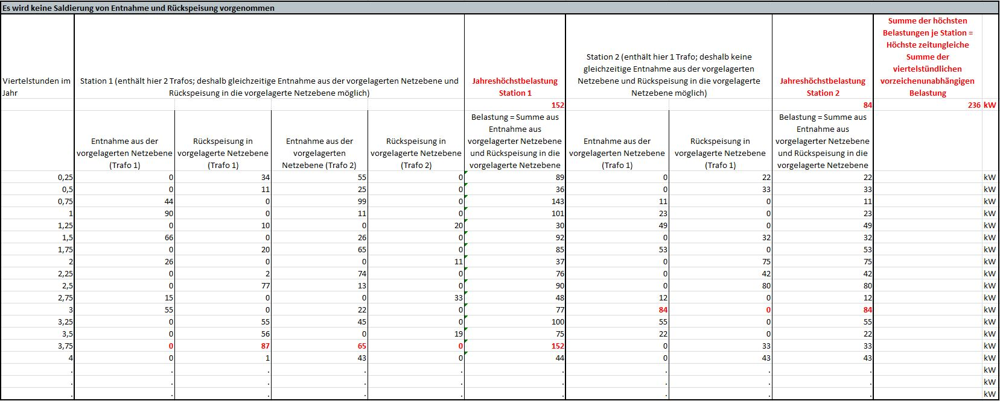 Es wird keine Saldierung von Entnahme und Rückspeisung vorgenommen
Viertelstunden im
Jahr
Station 1 (enthält hier 2 Trafos; deshalb gleichzeitige Entnahme aus der vorgelagerten Netzebene und
Rückspeisung in die vorgelagerte Netzebene möglich)
Jahreshöchstbelastung
Station 1
Station 2 (enthält hier 1 Trafo; deshalb keine
gleichzeitige Entnahme aus der vorgelagerten
Netzebene und Rückspeisung in die vorgelagerte
Netzebene möglich)
Jahreshöchstbelastung
Station 2
Summe der höchsten
Belastungen je Station =
Höchste zeitungleiche
Summe der
viertelstündlichen
vorzeichenunabhängigen
Belastung
152 84 236 kW
Entnahme aus der
vorgelagerten Netzebene
(Trafo 1)
Rückspeisung in
vorgelagerte Netzebene
(Trafo 1)
Entnahme aus der
vorgelagerten
Netzebene (Trafo 2)
Rückspeisung in
vorgelagerte Netzebene
(Trafo 2)
Belastung = Summe aus
Entnahme aus
vorgelagerter Netzebene
und Rückspeisung in die
vorgelagerte Netzebene
Entnahme aus der
vorgelagerten Netzebene
(Trafo 1)
Rückspeisung in
vorgelagerte Netzebene
(Trafo 1)
Belastung = Summe aus
Entnahme aus
vorgelagerter Netzebene
und Rückspeisung in die
vorgelagerte Netzebene
0,25 0 34 55 0 89 0 22 22 kW
0,5 0 11 25 0 36 0 33 33 kW
0,75 44 0 99 0 143 11 0 11 kW
1 90 0 11 0 101 23 0 23 kW
1,25 0 10 0 20 30 49 0 49 kW
1,5 66 0 26 0 92 0 32 32 kW
1,75 0 20 65 0 85 53 0 53 kW
2 26 0 0 11 37 0 75 75 kW
2,25 0 2 74 0 76 0 42 42 kW
2,5 0 77 13 0 90 0 80 80 kW
2,75 15 0 0 33 48 12 0 12 kW
3 55 0 22 0 77 84 0 84 kW
3,25 0 55 45 0 100 55 0 55 kW
3,5 0 56 0 19 75 22 0 22 kW
3,75 0 87 65 0 152 0 33 33 kW
4 0 1 43 0 44 0 43 43 kW
. . . . . . . . . kW
. . . . . . . . . kW
. . . . . . . . . kW